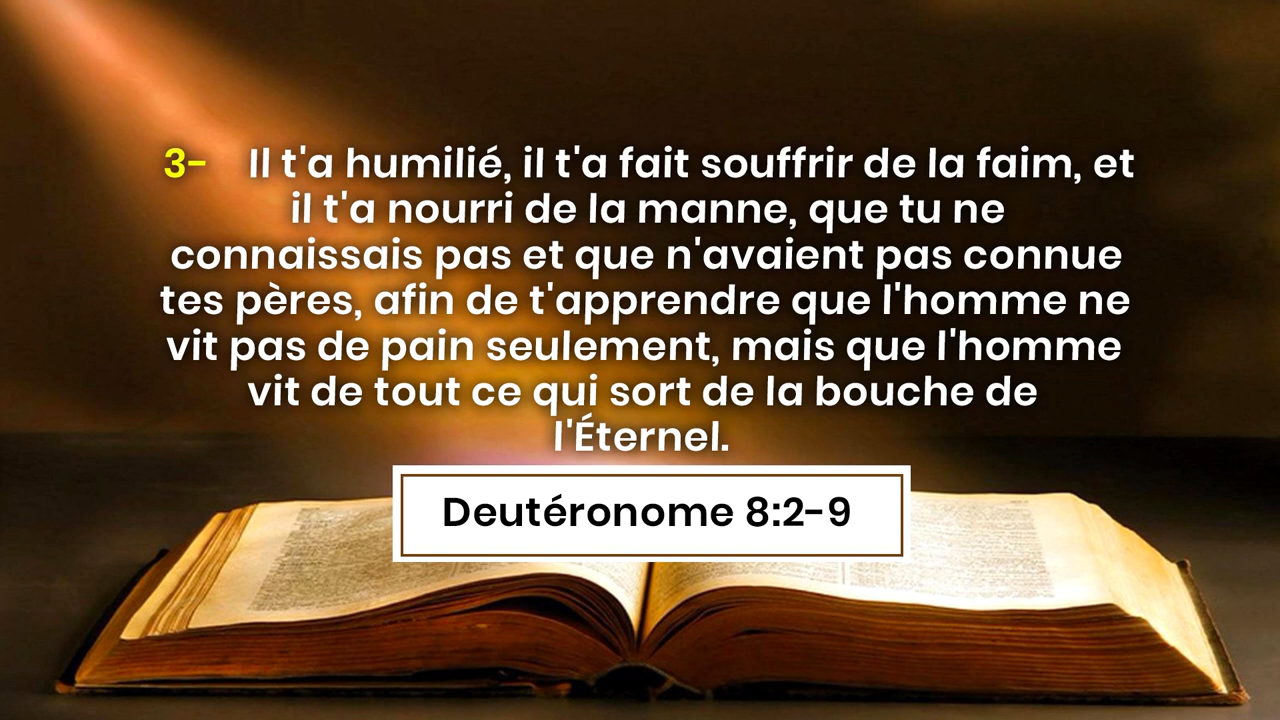 3- Il t'a humilié, il t'a fait souffrir de la faim, et
il t'a nourri de la manne, que tu ne
connaissais pas et que n'avaient pas connue
tes pères, afin de t'apprendre que l'homme ne
vit pas de pain seulement, mais que l'homme
vit de tout ce qui sort de la bouche de
l'Éternel.
Deutéronome 8:2-9